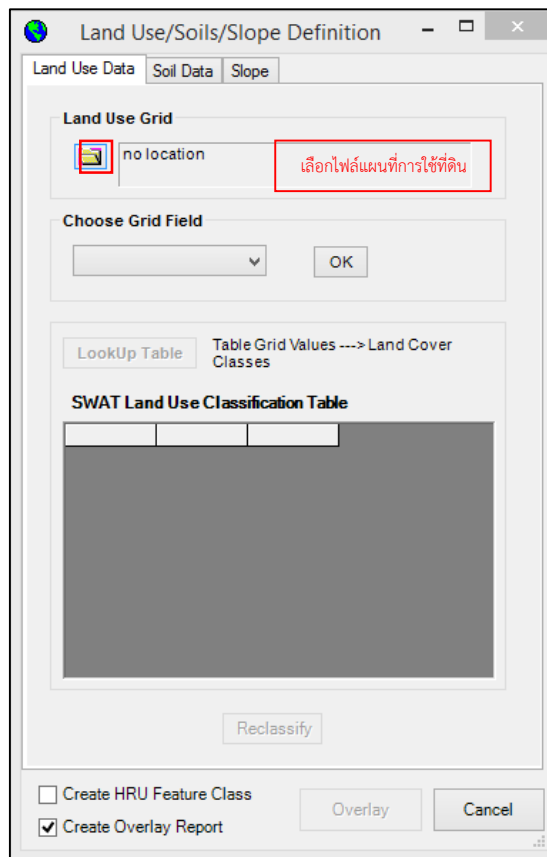 Land Use/Soils/Slope Definition
Land Use Data Soil Data Slope
Land Use Grid
no location
เลือกไฟล์แผนที่การใช้ที่ดิน
Choose Grid Field
OK
LookUp Table
Table Grid Values ---> Land Cover
Classes
SWAT Land Use Classification Table
Reclassify
Create HRU Feature Class
Create Overlay Report
Overlay
Cancel